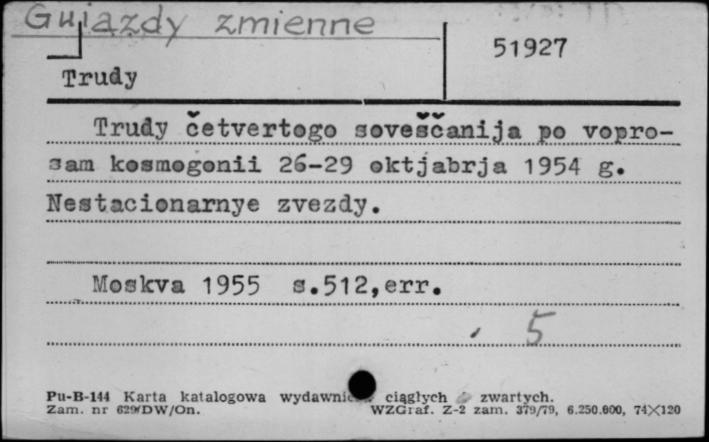 Gwiazdy zmienne
51927
Trudy
Trudy četvertogo soveščanija po vopro-
sam kosmogonii 26-29 oktjabrja 1954 g.
Nestacionarnye zvezdy.
Moskva 1955 s.512,err.
5
Pu-B-144 Karta katalogowa wydawnic ciągłych zwartych.
Zam. nr 629/DW/On. WZGraf. Z-2 zam. 379/79, 6.250.000, 74×120